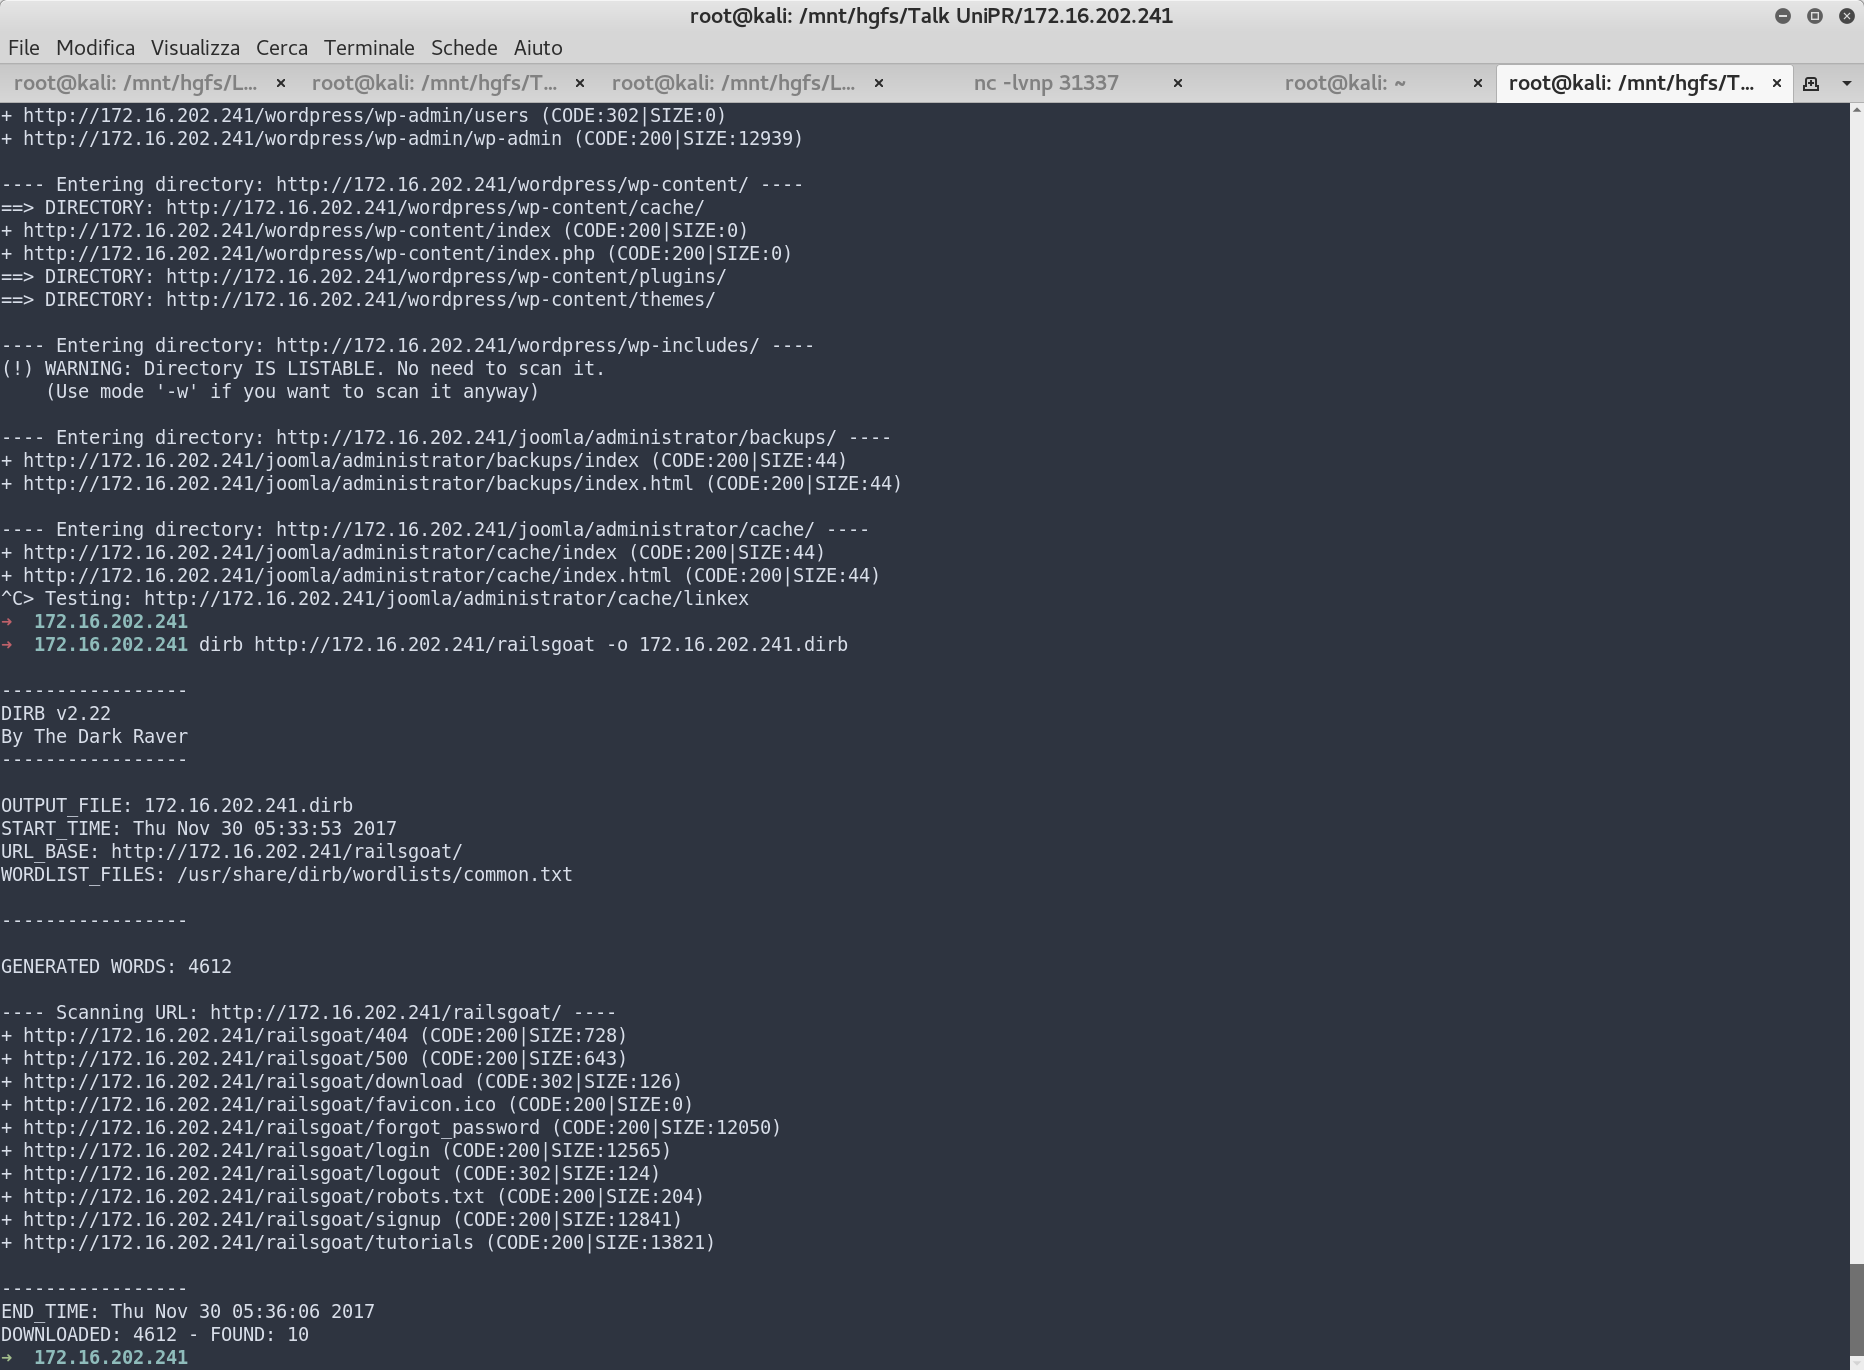 root@kali: /mnt/hgfs/Talk UniPR/172.16.202.241
File Modifica Visualizza Cerca Terminale Schede Aiuto
root@kali: /mnt/hgfs/L... × root@kali: /mnt/hgfs/T... × root@kali: /mnt/hgfs/L... × nc -lvnp 31337 × root@kali: ~ × root@kali: /mnt/hgfs/T... ×
+ http://172.16.202.241/wordpress/wp-admin/users (CODE:302|SIZE:0)
+ http://172.16.202.241/wordpress/wp-admin/wp-admin (CODE:200|SIZE:12939)
---- Entering directory: http://172.16.202.241/wordpress/wp-content/ ----
==> DIRECTORY: http://172.16.202.241/wordpress/wp-content/cache/
+ http://172.16.202.241/wordpress/wp-content/index (CODE:200|SIZE:0)
+ http://172.16.202.241/wordpress/wp-content/index.php (CODE:200|SIZE:0)
==> DIRECTORY: http://172.16.202.241/wordpress/wp-content/plugins/
==> DIRECTORY: http://172.16.202.241/wordpress/wp-content/themes/
---- Entering directory: http://172.16.202.241/wordpress/wp-includes/ ----
(!) WARNING: Directory IS LISTABLE. No need to scan it.
(Use mode '-w' if you want to scan it anyway)
---- Entering directory: http://172.16.202.241/joomla/administrator/backups/ ----
+ http://172.16.202.241/joomla/administrator/backups/index (CODE:200|SIZE:44)
+ http://172.16.202.241/joomla/administrator/backups/index.html (CODE:200|SIZE:44)
---- Entering directory: http://172.16.202.241/joomla/administrator/cache/ ----
+ http://172.16.202.241/joomla/administrator/cache/index (CODE:200|SIZE:44)
+ http://172.16.202.241/joomla/administrator/cache/index.html (CODE:200|SIZE:44)
^C> Testing: http://172.16.202.241/joomla/administrator/cache/linkex
➜ 172.16.202.241
➜ 172.16.202.241 dirb http://172.16.202.241/railsgoat -o 172.16.202.241.dirb
-----------------
DIRB v2.22
By The Dark Raver
-----------------
OUTPUT_FILE: 172.16.202.241.dirb
START_TIME: Thu Nov 30 05:33:53 2017
URL_BASE: http://172.16.202.241/railsgoat/
WORDLIST_FILES: /usr/share/dirb/wordlists/common.txt
-----------------
GENERATED WORDS: 4612
---- Scanning URL: http://172.16.202.241/railsgoat/ ----
+ http://172.16.202.241/railsgoat/404 (CODE:200|SIZE:728)
+ http://172.16.202.241/railsgoat/500 (CODE:200|SIZE:643)
+ http://172.16.202.241/railsgoat/download (CODE:302|SIZE:126)
+ http://172.16.202.241/railsgoat/favicon.ico (CODE:200|SIZE:0)
+ http://172.16.202.241/railsgoat/forgot_password (CODE:200|SIZE:12050)
+ http://172.16.202.241/railsgoat/login (CODE:200|SIZE:12565)
+ http://172.16.202.241/railsgoat/logout (CODE:302|SIZE:124)
+ http://172.16.202.241/railsgoat/robots.txt (CODE:200|SIZE:204)
+ http://172.16.202.241/railsgoat/signup (CODE:200|SIZE:12841)
+ http://172.16.202.241/railsgoat/tutorials (CODE:200|SIZE:13821)
-----------------
END_TIME: Thu Nov 30 05:36:06 2017
DOWNLOADED: 4612 - FOUND: 10
➜ 172.16.202.241